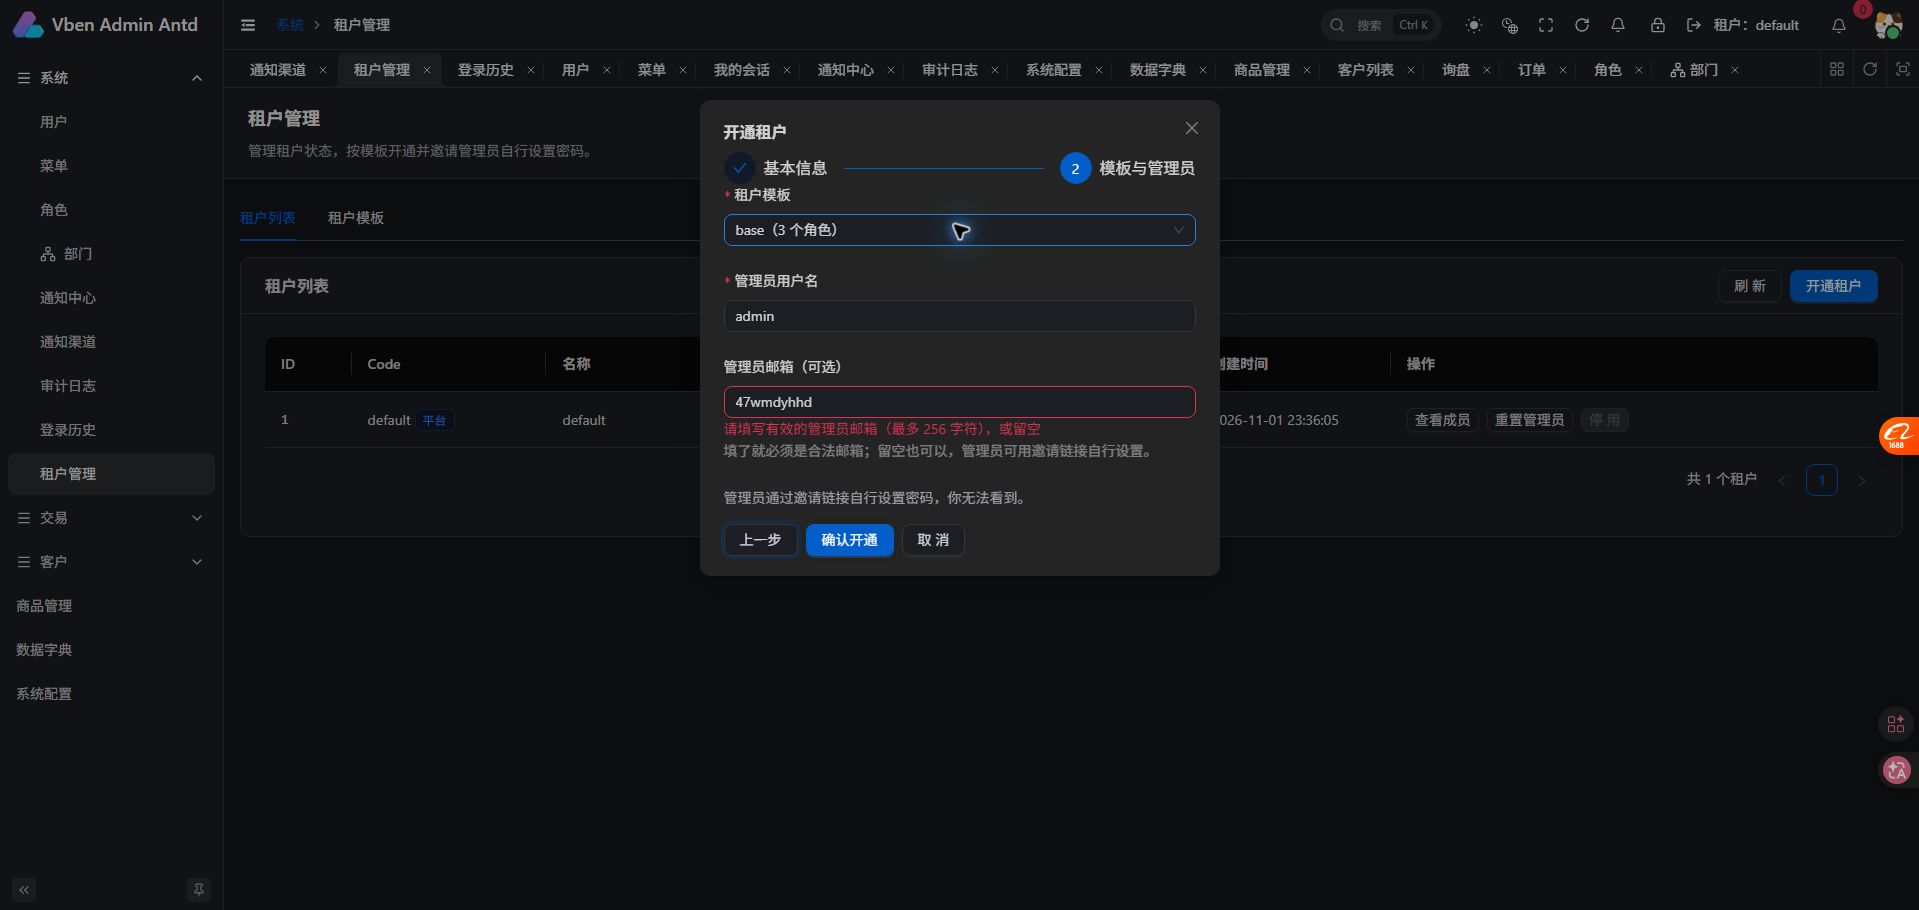 Vben Admin Antd
系统 > 租户管理
搜索 Ctrl K
租户：default
0
通知渠道 × 租户管理 × 登录历史 × 用户 × 菜单 × 我的会话 × 通知中心 × 审计日志 × 系统配置 × 数据字典 × 商品管理 × 客户列表 × 询盘 × 订单 × 角色 × 部门 ×
系统
用户
菜单
角色
部门
通知中心
通知渠道
审计日志
登录历史
租户管理
交易
客户
商品管理
数据字典
系统配置
租户管理
管理租户状态，按模板开通并邀请管理员自行设置密码。
租户列表 租户模板
租户列表
刷 新 开通租户
ID Code 名称 创建时间 操作
1 default 平台 default 026-11-01 23:36:05 查看成员 重置管理员 停 用
共 1 个租户 < 1 >
开通租户
基本信息 2 模板与管理员
* 租户模板
base（3 个角色）
* 管理员用户名
admin
管理员邮箱（可选）
47wmdyhhd
请填写有效的管理员邮箱（最多 256 字符），或留空
填了就必须是合法邮箱；留空也可以，管理员可用邀请链接自行设置。
管理员通过邀请链接自行设置密码，你无法看到。
上一步 确认开通 取 消
1688